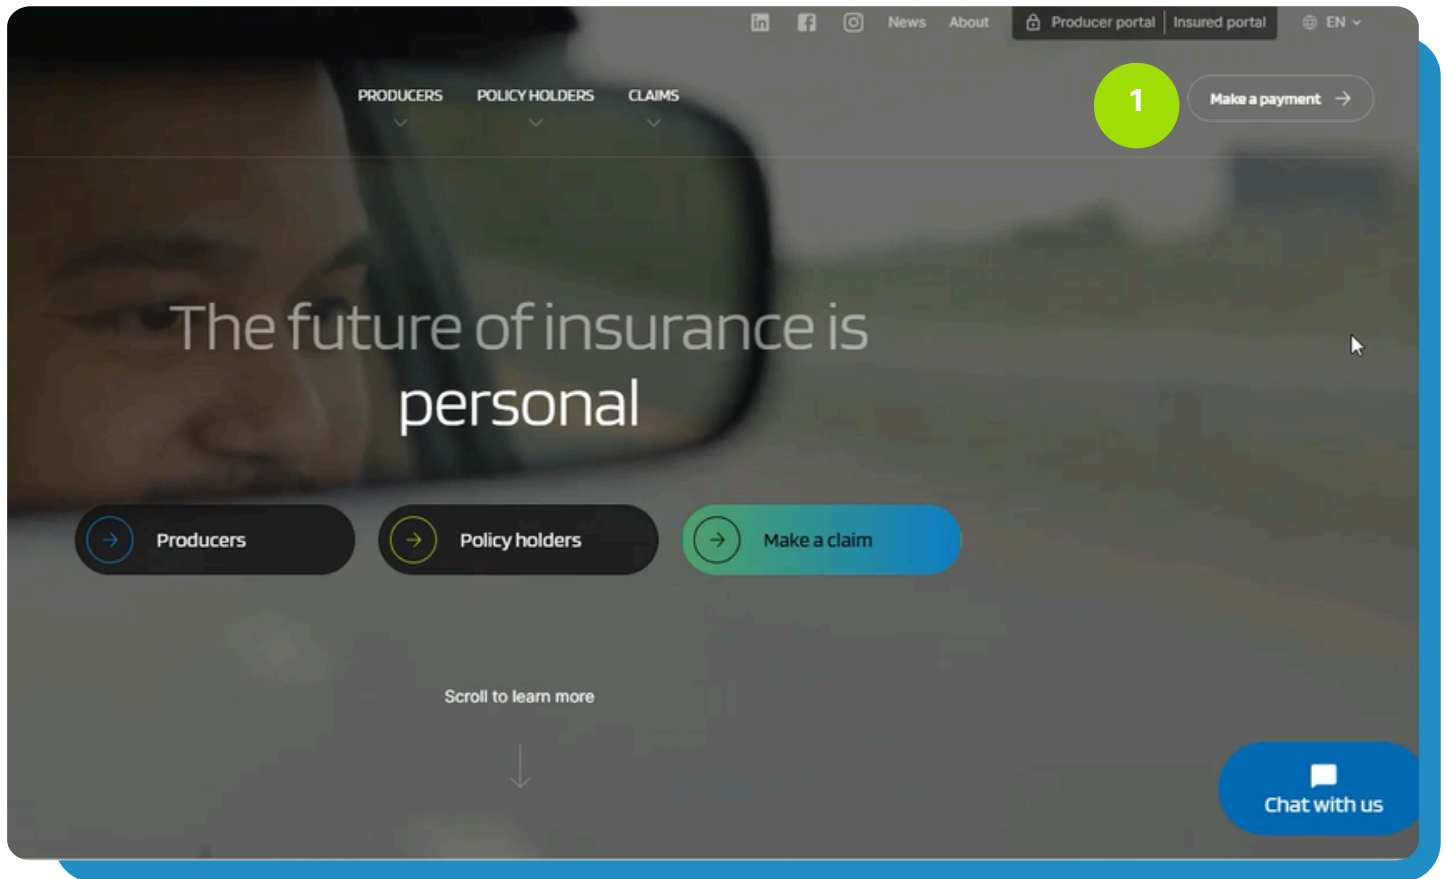 News About Producer portal Insured portal EN
PRODUCERS POLICY HOLDERS CLAIMS 1 Make a payment
The future of insurance is
personal
Producers Policy holders Make a claim
Scroll to learn more
Chat with us